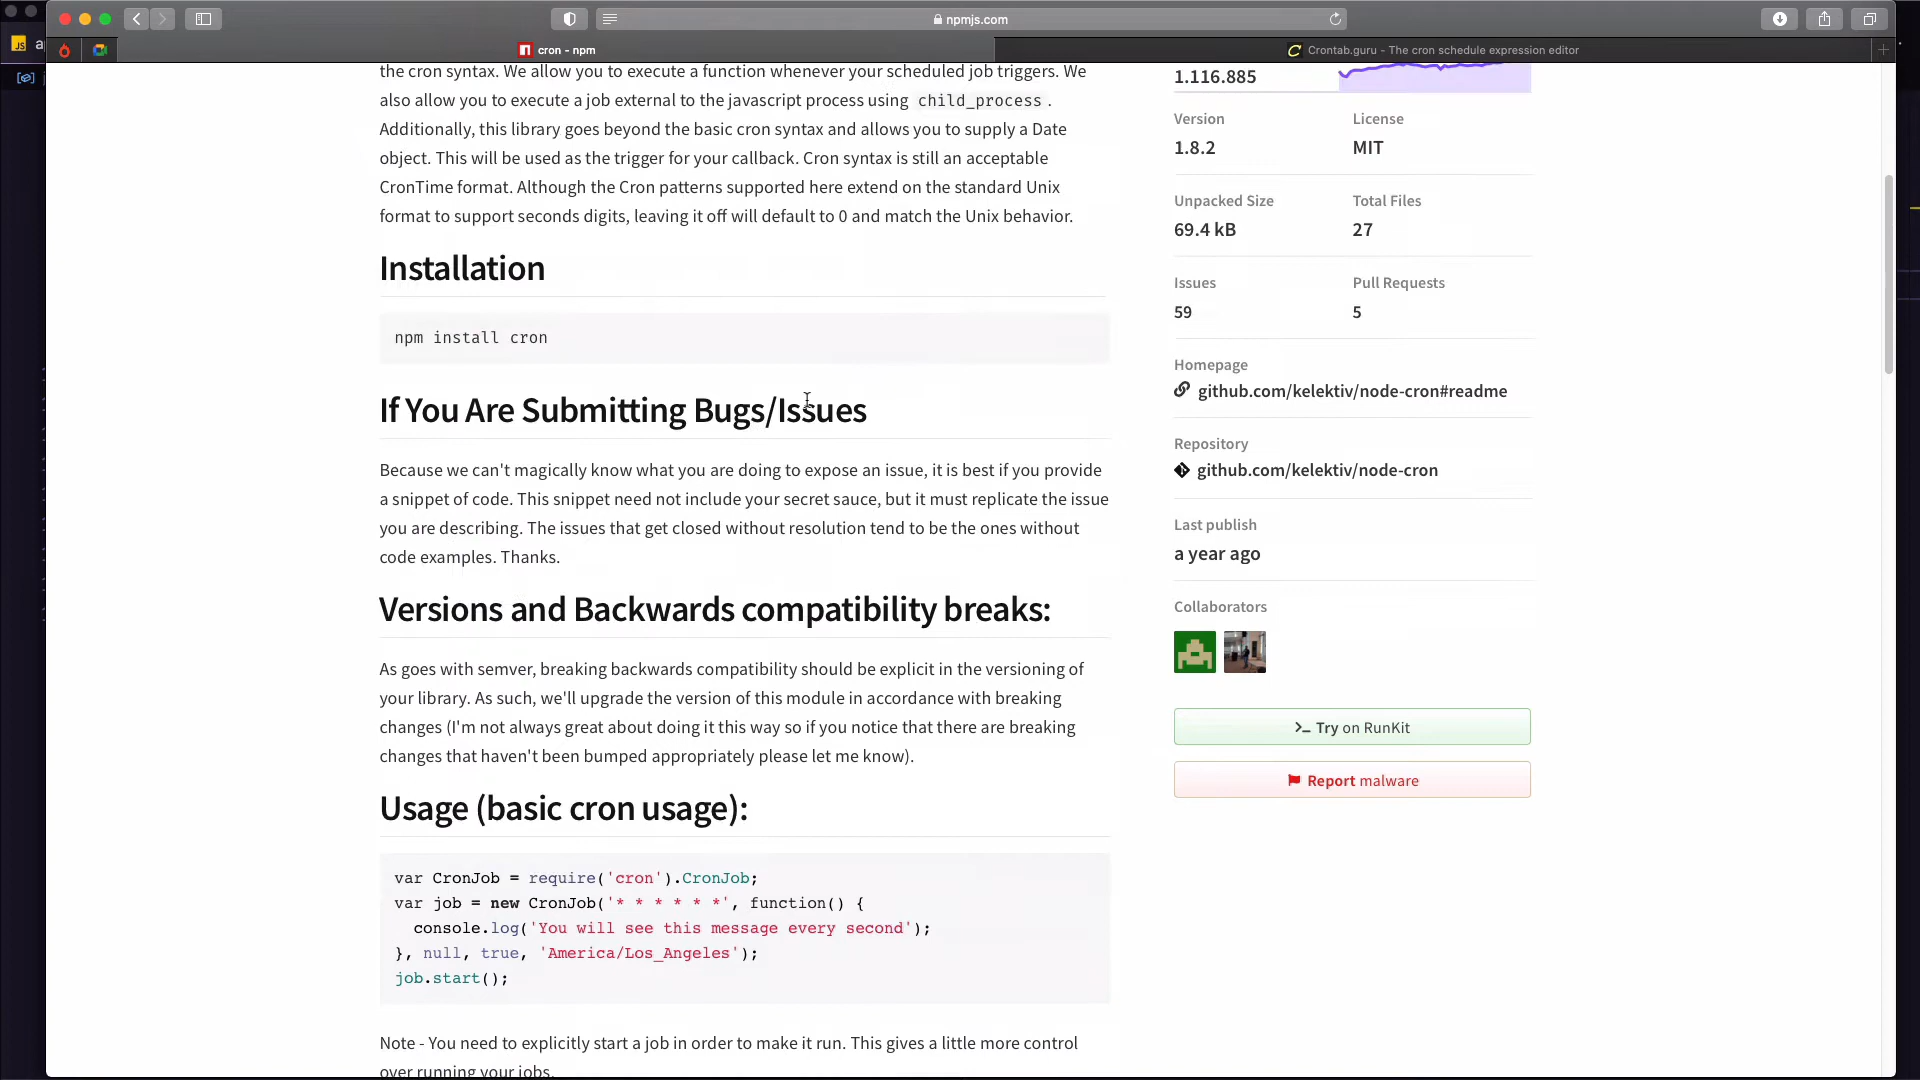 npmjs.com
JS
cron - npm
Crontab.guru - The cron schedule expression editor
the cron syntax. We allow you to execute a function whenever your scheduled job triggers. We
also allow you to execute a job external to the javascript process using child_process .
Additionally, this library goes beyond the basic cron syntax and allows you to supply a Date
object. This will be used as the trigger for your callback. Cron syntax is still an acceptable
CronTime format. Although the Cron patterns supported here extend on the standard Unix
format to support seconds digits, leaving it off will default to 0 and match the Unix behavior.
Installation
npm install cron
If You Are Submitting Bugs/Issues
Because we can't magically know what you are doing to expose an issue, it is best if you provide
a snippet of code. This snippet need not include your secret sauce, but it must replicate the issue
you are describing. The issues that get closed without resolution tend to be the ones without
code examples. Thanks.
Versions and Backwards compatibility breaks:
As goes with semver, breaking backwards compatibility should be explicit in the versioning of
your library. As such, we'll upgrade the version of this module in accordance with breaking
changes (I'm not always great about doing it this way so if you notice that there are breaking
changes that haven't been bumped appropriately please let me know).
Usage (basic cron usage):
var CronJob = require('cron').CronJob;
var job = new CronJob('* * * * * *', function() {
  console.log('You will see this message every second');
}, null, true, 'America/Los_Angeles');
job.start();
Note - You need to explicitly start a job in order to make it run. This gives a little more control
over running your jobs.
1.116.885
Version
License
1.8.2
MIT
Unpacked Size
Total Files
69.4 kB
27
Issues
Pull Requests
59
5
Homepage
github.com/kelektiv/node-cron#readme
Repository
github.com/kelektiv/node-cron
Last publish
a year ago
Collaborators
>_ Try on RunKit
Report malware